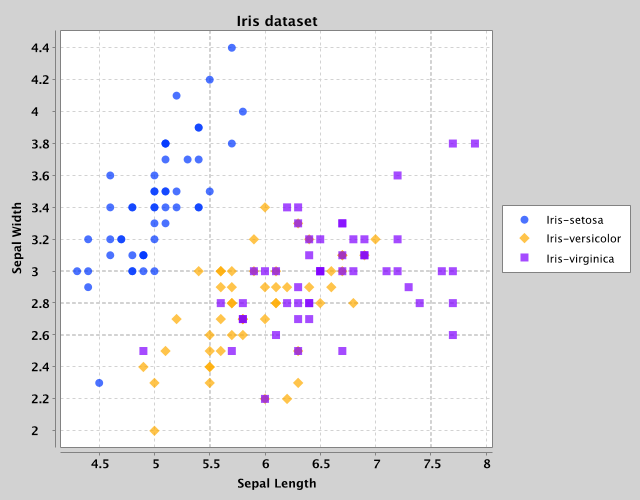 Iris dataset
4.4
4.2
4
3.8
3.6
3.4
3.2
3
2.8
2.6
2.4
2.2
2
Sepal Width
4.5 5 5.5 6 6.5 7 7.5 8
Sepal Length
Iris-setosa
Iris-versicolor
Iris-virginica